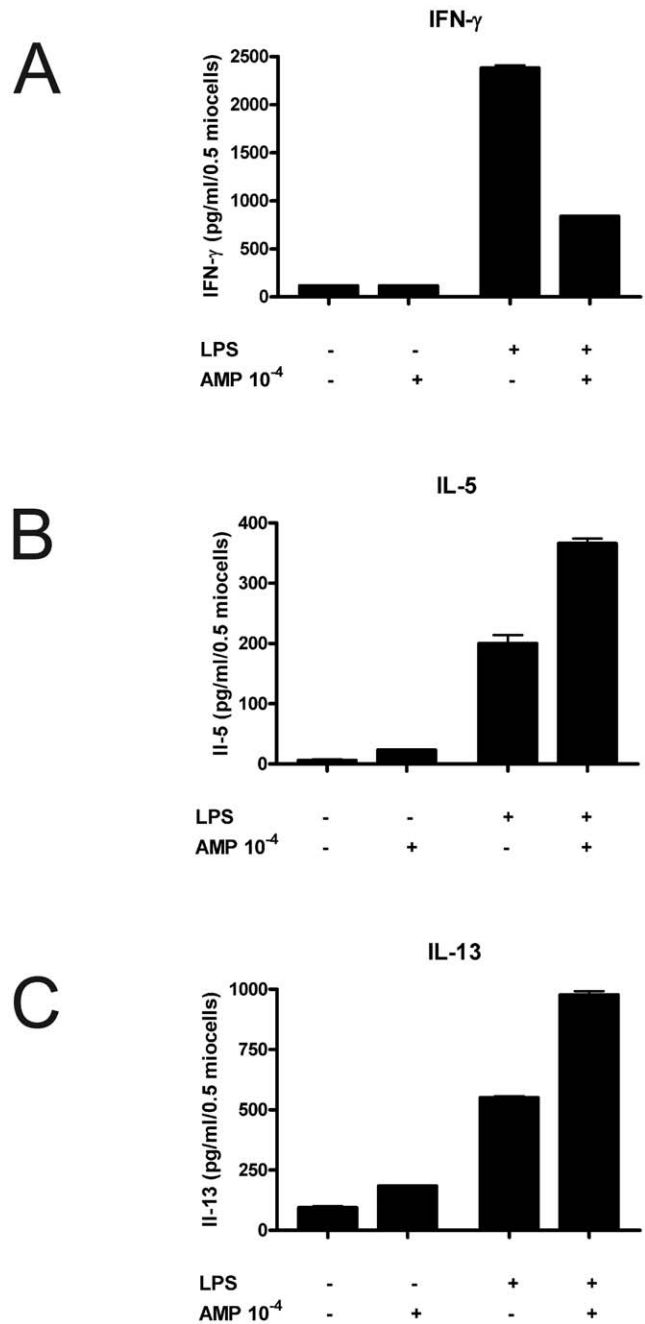 A
IFN-γ
IFN-γ (pg/ml/0.5 miocells)
2500
2000
1500
1000
500
0
LPS - - + +
AMP 10⁻⁴ - + - +
B
IL-5
Il-5 (pg/ml/0.5 miocells)
400
300
200
100
0
LPS - - + +
AMP 10⁻⁴ - + - +
C
IL-13
Il-13 (pg/ml/0.5 miocells)
1000
750
500
250
0
LPS - - + +
AMP 10⁻⁴ - + - +